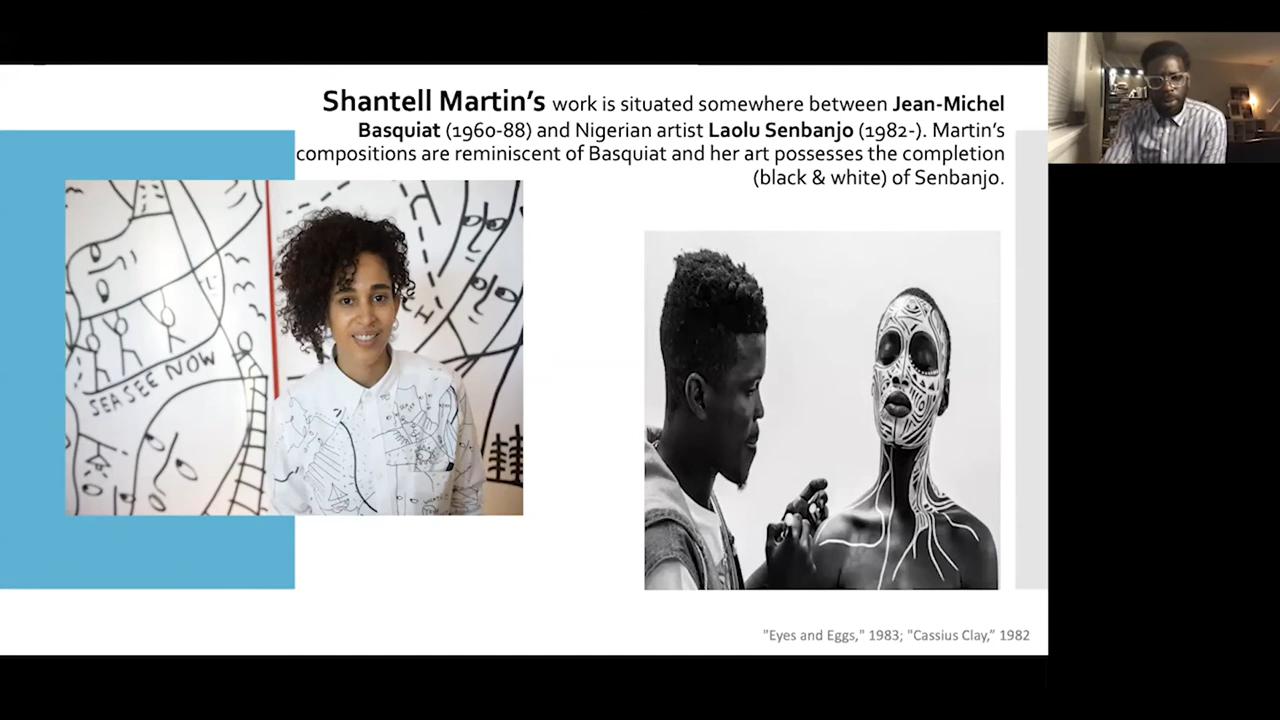 Shantell Martin's work is situated somewhere between Jean-Michel
Basquiat (1960-88) and Nigerian artist Laolu Senbanjo (1982-). Martin's
compositions are reminiscent of Basquiat and her art possesses the completion
(black & white) of Senbanjo.
SEA SEE NOW
"Eyes and Eggs," 1983; "Cassius Clay," 1982